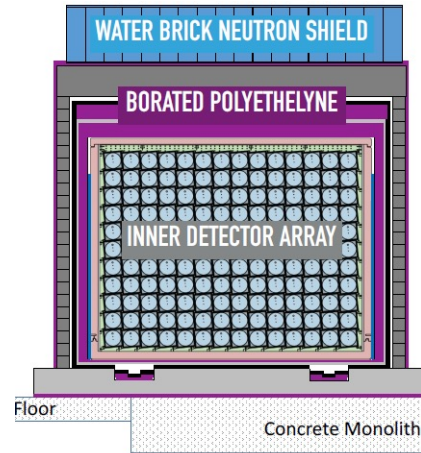 WATER BRICK NEUTRON SHIELD
BORATED POLYETHELYNE
INNER DETECTOR ARRAY
Floor
Concrete Monolith